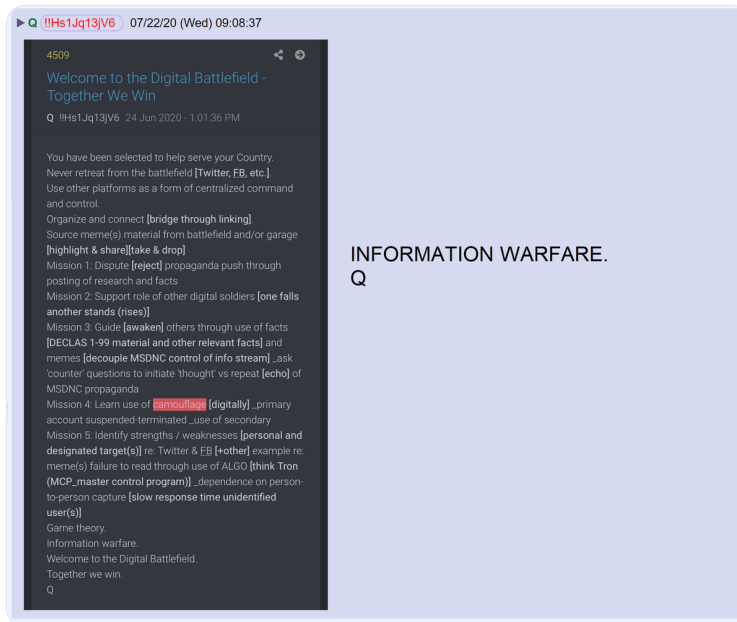 Q !!Hs1Jq13jV6 07/22/20 (Wed) 09:08:37
4509
Welcome to the Digital Battlefield -
Together We Win
Q !!Hs1Jq13jV6 24 Jun 2020 - 1:01:36 PM
You have been selected to help serve your Country.
Never retreat from the battlefield [Twitter, FB, etc.].
Use other platforms as a form of centralized command
and control.
Organize and connect [bridge through linking].
Source meme(s) material from battlefield and/or garage
[highlight & share][take & drop]
Mission 1: Dispute [reject] propaganda push through
posting of research and facts
Mission 2: Support role of other digital soldiers [one falls
another stands (rises)]
Mission 3: Guide [awaken] others through use of facts
[DECLAS 1-99 material and other relevant facts] and
memes [decouple MSDNC control of info stream] _ask
'counter' questions to initiate 'thought' vs repeat [echo] of
MSDNC propaganda
Mission 4: Learn use of camouflage [digitally] _primary
account suspended-terminated _use of secondary
Mission 5: Identify strengths / weaknesses [personal and
designated target(s)] re: Twitter & FB [+other] example re:
meme(s) failure to read through use of ALGO [think Tron
(MCP_master control program)] _dependence on person-
to-person capture [slow response time unidentified
user(s)]
Game theory.
Information warfare.
Welcome to the Digital Battlefield.
Together we win.
Q
INFORMATION WARFARE.
Q